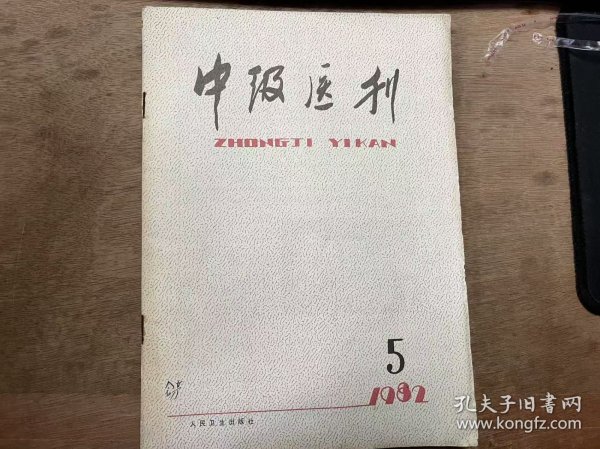 中级医刊
ZHONGJI YIKAN
5
1982
人民卫生出版社
孔夫子旧书网
www.kongfz.com